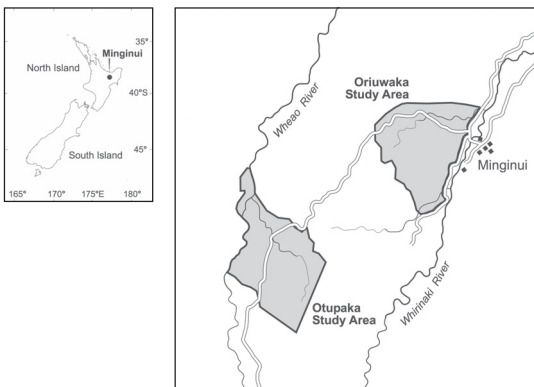 35°
Minginui
North Island
40°S
South Island
45°
165°
170°
175°E
180°
Oriuwaka
Study Area
Wheao River
Minginui
Whirinaki River
Otupaka
Study Area